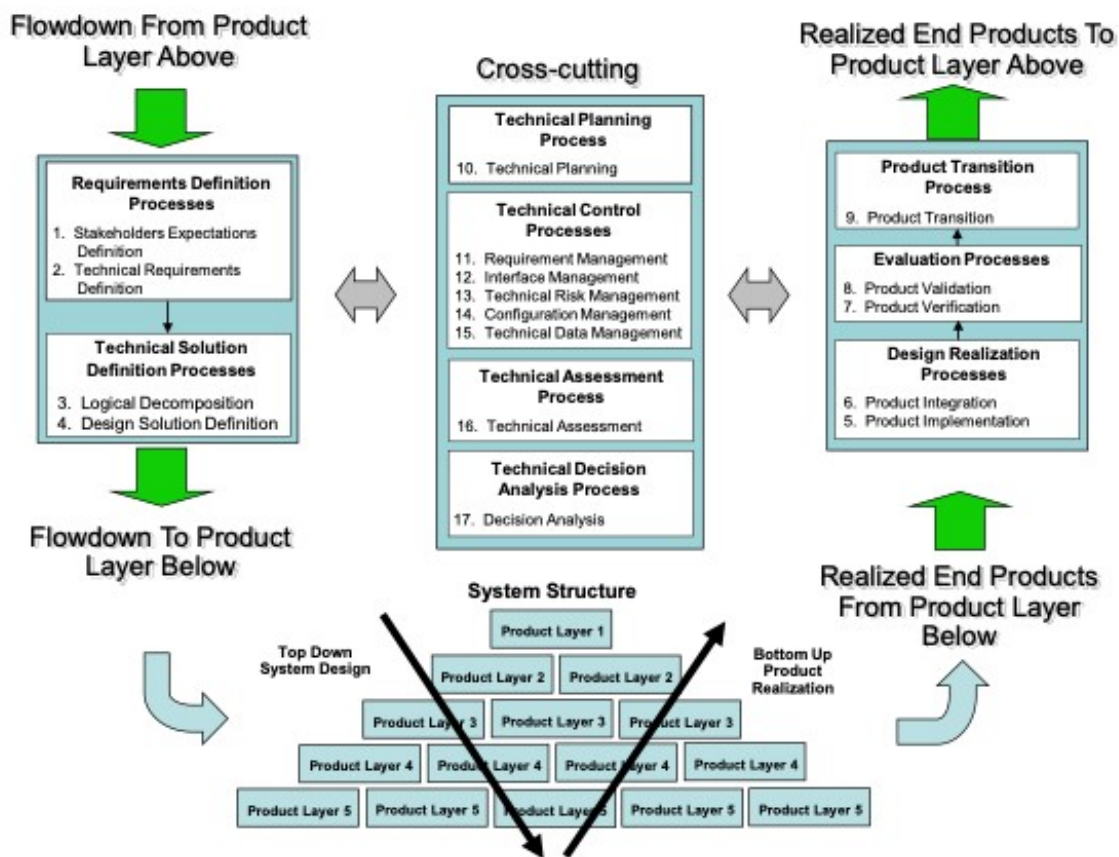 Flowdown From Product
Layer Above
Requirements Definition
Processes
1. Stakeholders Expectations
Definition
2. Technical Requirements
Definition
Technical Solution
Definition Processes
3. Logical Decomposition
4. Design Solution Definition
Flowdown To Product
Layer Below
Cross-cutting
Technical Planning
Process
10. Technical Planning
Technical Control
Processes
11. Requirement Management
12. Interface Management
13. Technical Risk Management
14. Configuration Management
15. Technical Data Management
Technical Assessment
Process
16. Technical Assessment
Technical Decision
Analysis Process
17. Decision Analysis
Realized End Products To
Product Layer Above
Product Transition
Process
9. Product Transition
Evaluation Processes
8. Product Validation
7. Product Verification
Design Realization
Processes
6. Product Integration
5. Product Implementation
Realized End Products
From Product Layer
Below
System Structure
Top Down
System Design
Bottom Up
Product
Realization
Product Layer 1
Product Layer 2
Product Layer 2
Product Layer 3
Product Layer 3
Product Layer 3
Product Layer 4
Product Layer 4
Product Layer 4
Product Layer 4
Product Layer 5
Product Layer 5
Product Layer 5
Product Layer 5
Product Layer 5